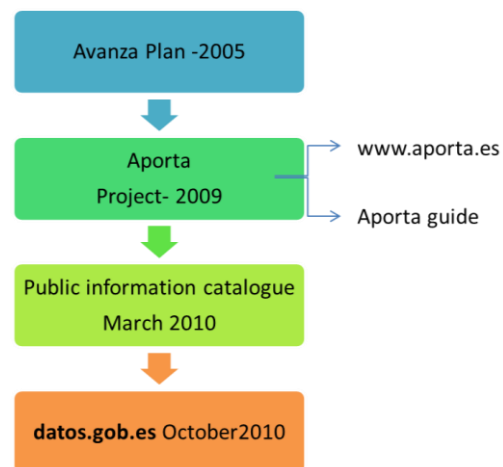 Avanza Plan -2005
Aporta
Project- 2009
www.aporta.es
Aporta guide
Public information catalogue
March 2010
datos.gob.es October2010